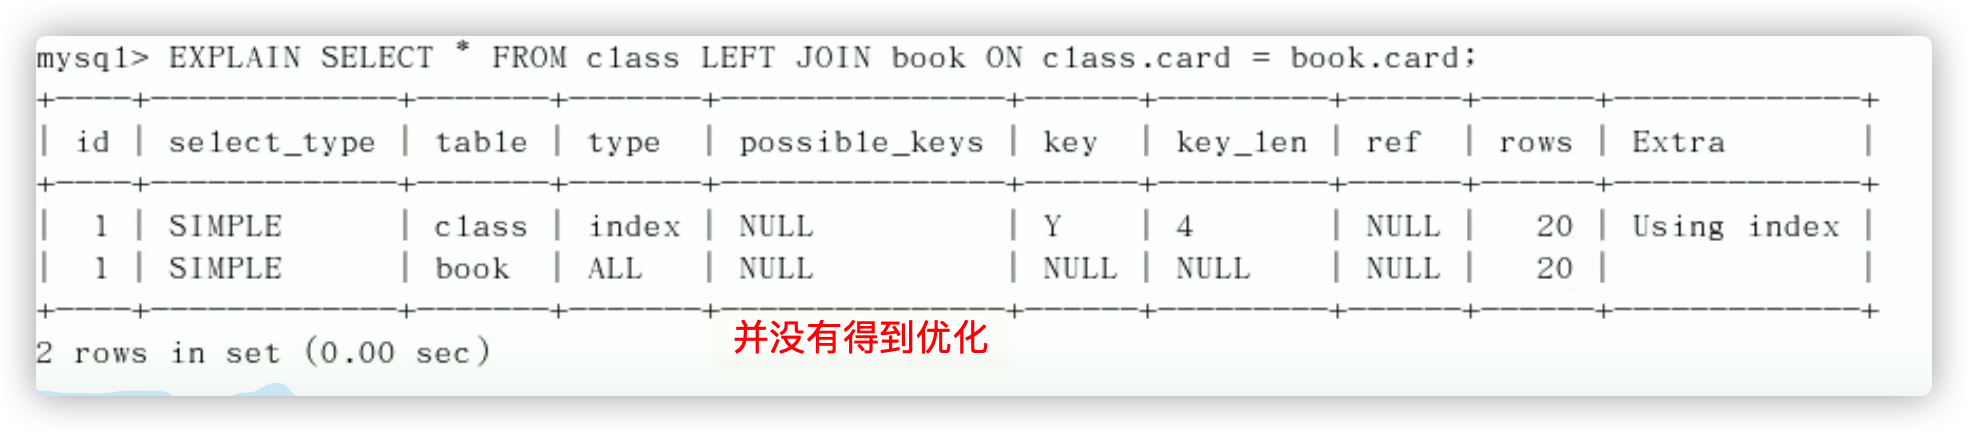 mysql> EXPLAIN SELECT * FROM class LEFT JOIN book ON class.card = book.card;
+----+-------------+-------+-------+---------------+------+---------+------+------+-------------+
| id | select_type | table | type | possible_keys | key | key_len | ref | rows | Extra |
+----+-------------+-------+-------+---------------+------+---------+------+------+-------------+
| 1 | SIMPLE | class | index | NULL | Y | 4 | NULL | 20 | Using index |
| 1 | SIMPLE | book | ALL | NULL | NULL | NULL | NULL | 20 | |
+----+-------------+-------+-------+---------------+------+---------+------+------+-------------+
并没有得到优化
2 rows in set (0.00 sec)